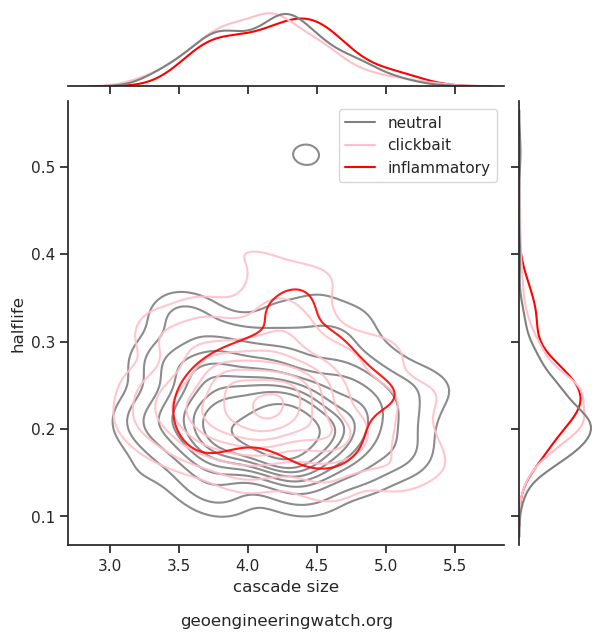 neutral
clickbait
inflammatory
0.5
0.4
0.3
0.2
0.1
halflife
3.0 3.5 4.0 4.5 5.0 5.5
cascade size
geoengineeringwatch.org